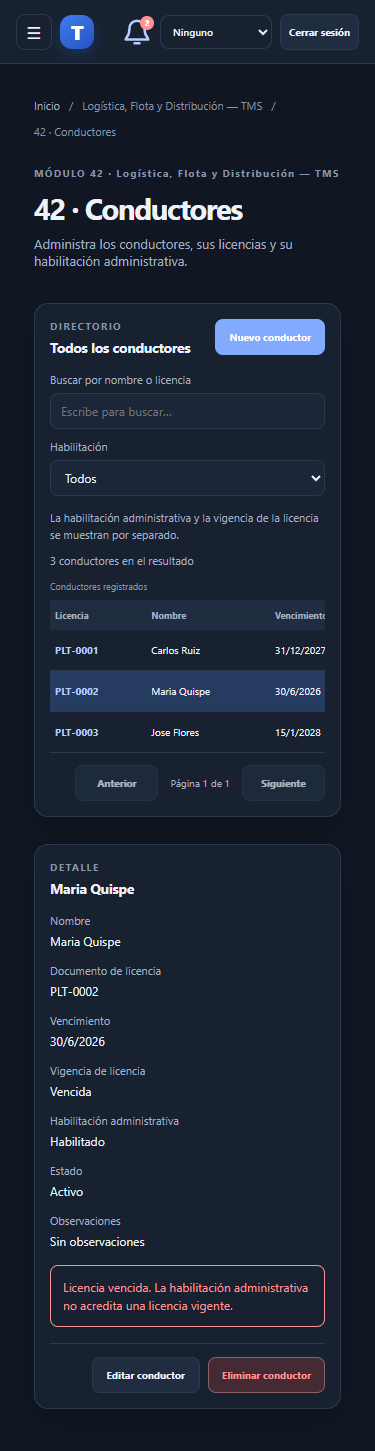 ☰ T 2 Ninguno Cerrar sesión
Inicio / Logística, Flota y Distribución — TMS /
42 · Conductores
MÓDULO 42 · Logística, Flota y Distribución — TMS
42 · Conductores
Administra los conductores, sus licencias y su
habilitación administrativa.
DIRECTORIO
Todos los conductores
Nuevo conductor
Buscar por nombre o licencia
Escribe para buscar...
Habilitación
Todos
La habilitación administrativa y la vigencia de la licencia
se muestran por separado.
3 conductores en el resultado
Conductores registrados
Licencia Nombre Vencimiento
PLT-0001 Carlos Ruiz 31/12/2027
PLT-0002 Maria Quispe 30/6/2026
PLT-0003 Jose Flores 15/1/2028
Anterior Página 1 de 1 Siguiente
DETALLE
Maria Quispe
Nombre
Maria Quispe
Documento de licencia
PLT-0002
Vencimiento
30/6/2026
Vigencia de licencia
Vencida
Habilitación administrativa
Habilitado
Estado
Activo
Observaciones
Sin observaciones
Licencia vencida. La habilitación administrativa
no acredita una licencia vigente.
Editar conductor Eliminar conductor